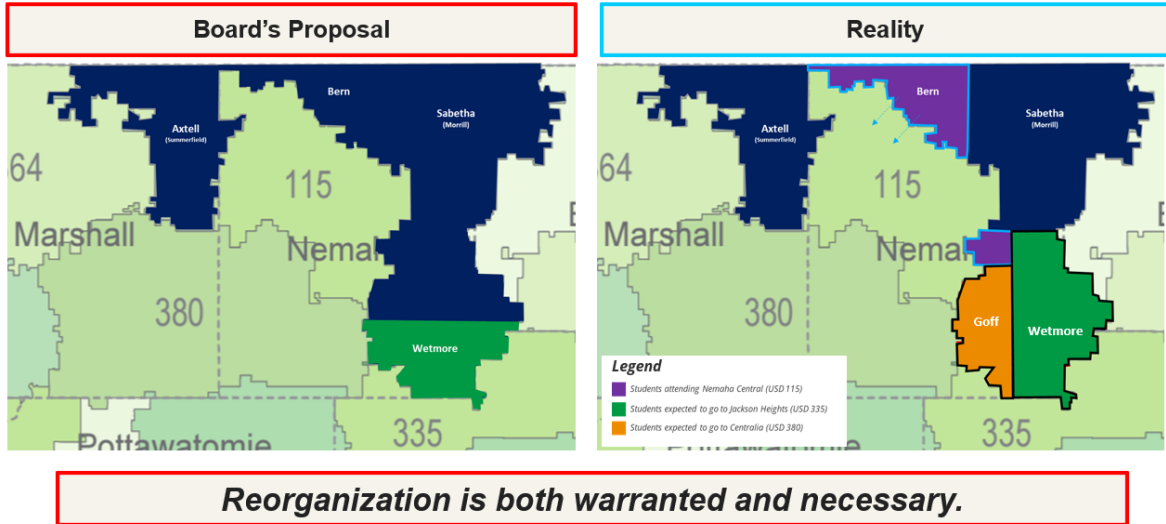 Board's Proposal
Bern
Sabetha
(Morrill)
Axtell
(Summerfield)
64
115
Marshall
Nemaha
380
Wetmore
Pottawatomie
335
Reality
Bern
Sabetha
(Morrill)
Axtell
(Summerfield)
64
115
Marshall
Nemah
380
Goff
Wetmore
Legend
Students attending Nemaha Central (USD 115)
Students expected to go to Jackson Heights (USD 335)
Students expected to go to Centralia (USD 380)
Pottawatomie
335
Reorganization is both warranted and necessary.